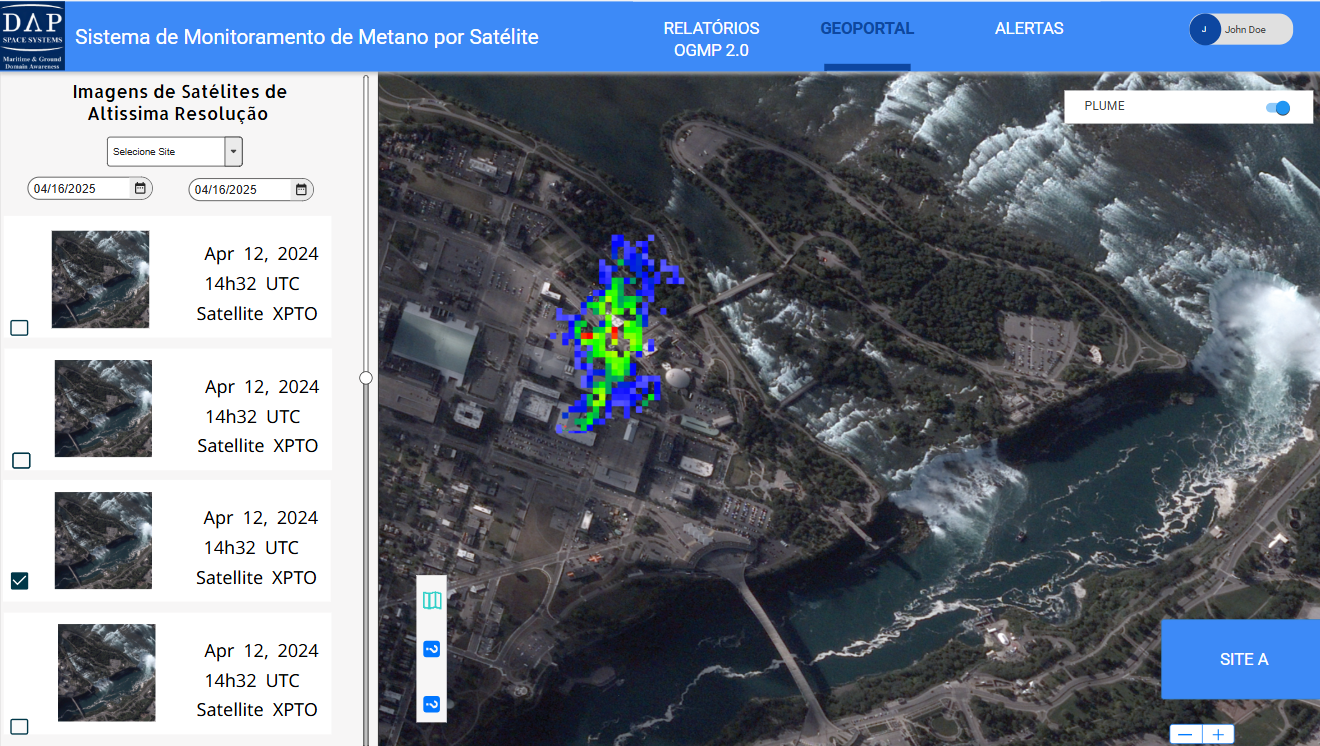 DAP
SPACE SYSTEMS
Maritime & Ground
Domain Awareness
Sistema de Monitoramento de Metano por Satélite
RELATÓRIOS
OGMP 2.0
GEOPORTAL
ALERTAS
J
John Doe
Imagens de Satélites de
Altissima Resolução
Selecione Site
04/16/2025
04/16/2025
Apr 12, 2024
14h32 UTC
Satellite XPTO
Apr 12, 2024
14h32 UTC
Satellite XPTO
Apr 12, 2024
14h32 UTC
Satellite XPTO
Apr 12, 2024
14h32 UTC
Satellite XPTO
PLUME
?
?
SITE A
− +